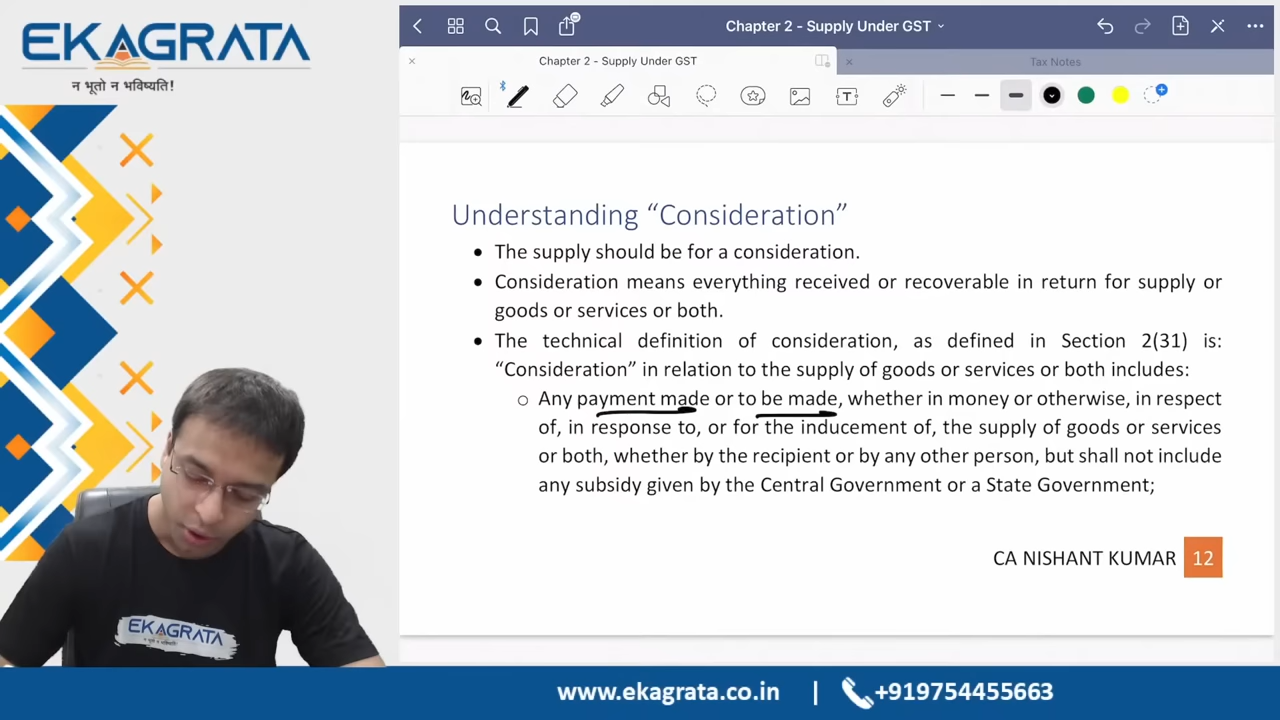 EKAGRATA
न भूतो न भविष्यति!
Chapter 2 - Supply Under GST
Chapter 2 - Supply Under GST
Tax Notes
Understanding “Consideration”
• The supply should be for a consideration.
• Consideration means everything received or recoverable in return for supply or
goods or services or both.
• The technical definition of consideration, as defined in Section 2(31) is:
“Consideration” in relation to the supply of goods or services or both includes:
○ Any payment made or to be made, whether in money or otherwise, in respect
of, in response to, or for the inducement of, the supply of goods or services
or both, whether by the recipient or by any other person, but shall not include
any subsidy given by the Central Government or a State Government;
CA NISHANT KUMAR 12
EKAGRATA
न भूतो न भविष्यति!
www.ekagrata.co.in | +919754455663